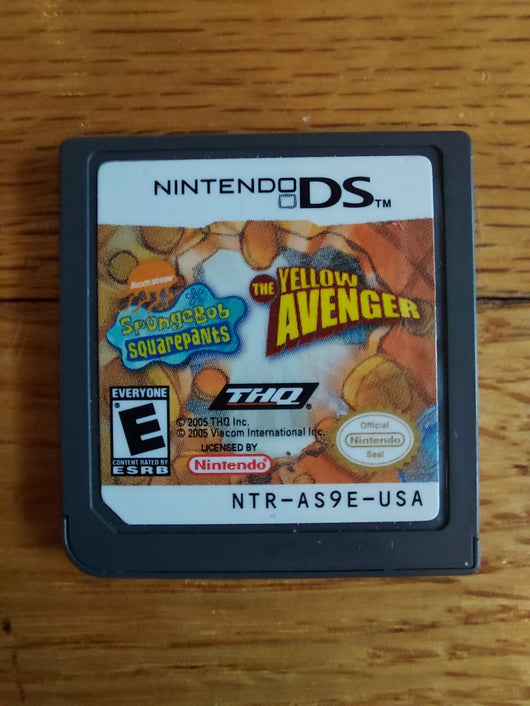 NINTENDO DS™
NICKELODEON
SpongeBob
SquarePants
THE YELLOW
AVENGER
THQ®
EVERYONE
E
®
CONTENT RATED BY
ESRB
© 2005 THQ Inc.
© 2005 Viacom International Inc.
LICENSED BY
Nintendo®
Official
Nintendo
Seal
NTR-AS9E-USA